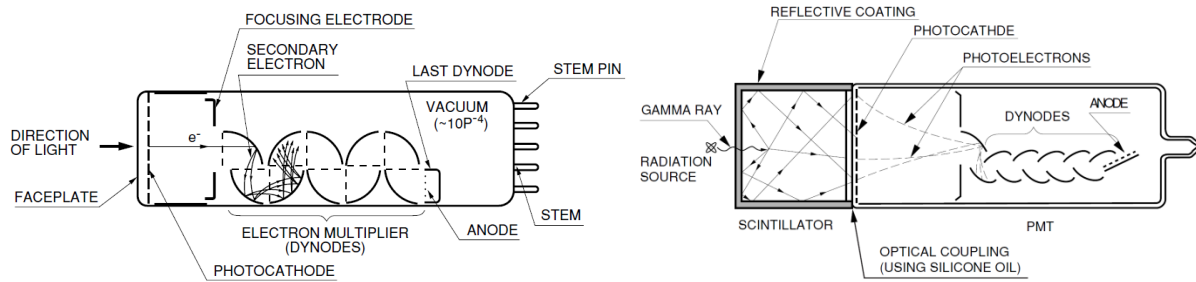 FOCUSING ELECTRODE
SECONDARY
ELECTRON
LAST DYNODE
STEM PIN
VACUUM
(~10P⁻⁴)
DIRECTION
OF LIGHT
e⁻
FACEPLATE
STEM
ELECTRON MULTIPLIER
(DYNODES)
ANODE
PHOTOCATHODE
REFLECTIVE COATING
PHOTOCATHDE
PHOTOELECTRONS
GAMMA RAY
ANODE
DYNODES
RADIATION
SOURCE
SCINTILLATOR
PMT
OPTICAL COUPLING
(USING SILICONE OIL)